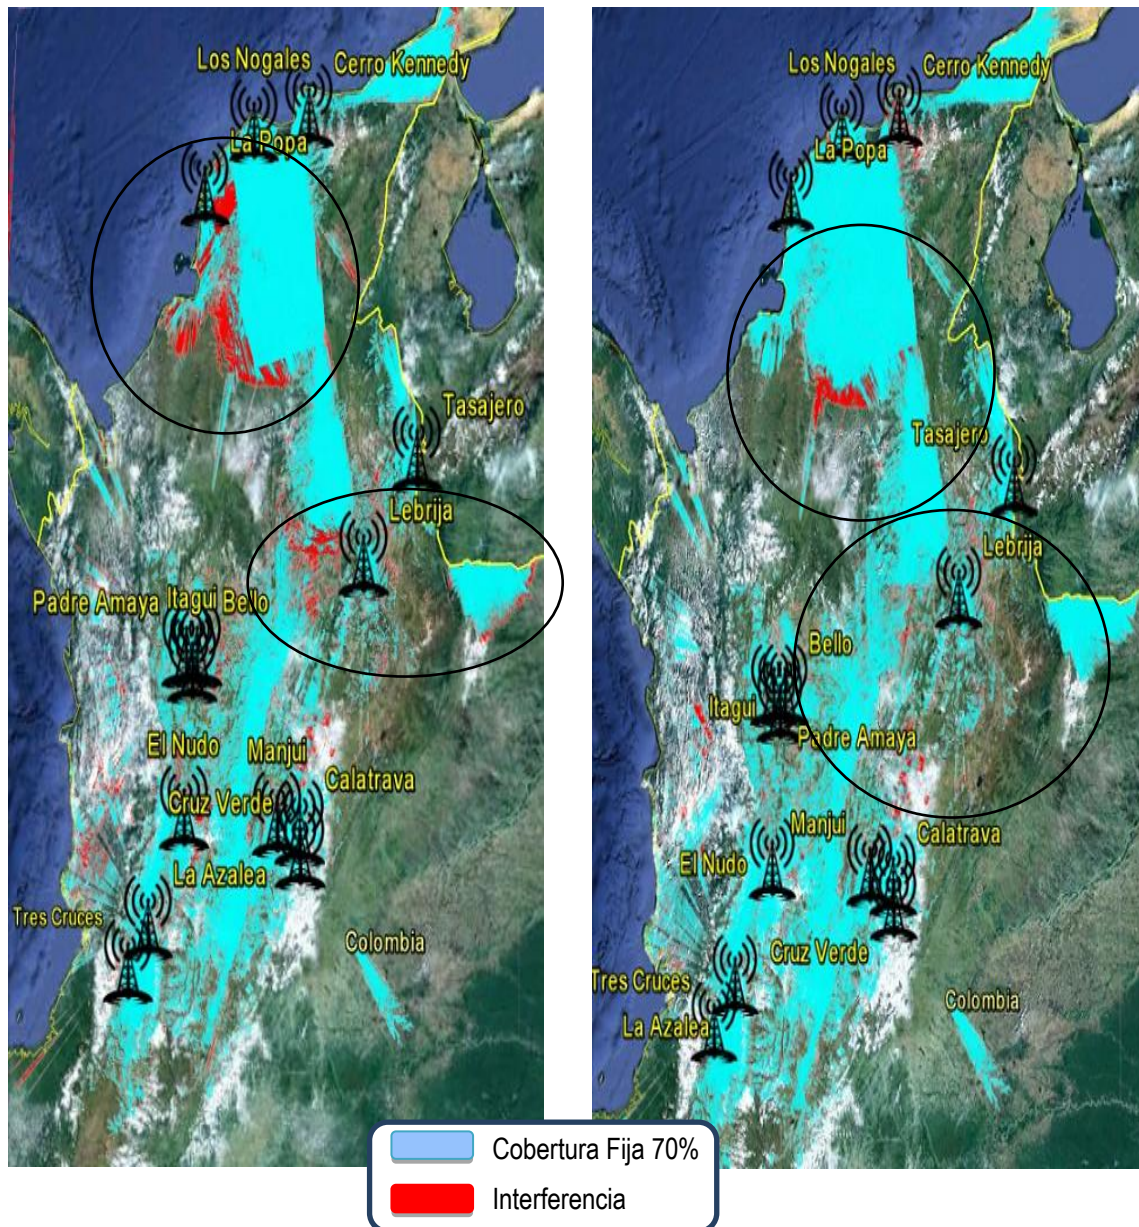 Los Nogales
Cerro Kennedy
La Popa
Tasajero
Lebrija
Padre Amaya
Itagui
Bello
El Nudo
Manjui
Calatrava
Cruz Verde
La Azalea
Tres Cruces
Colombia
Los Nogales
Cerro Kennedy
La Popa
Tasajero
Lebrija
Bello
Itagui
Padre Amaya
Manjui
Calatrava
El Nudo
Cruz Verde
Tres Cruces
La Azalea
Colombia
Cobertura Fija 70%
Interferencia